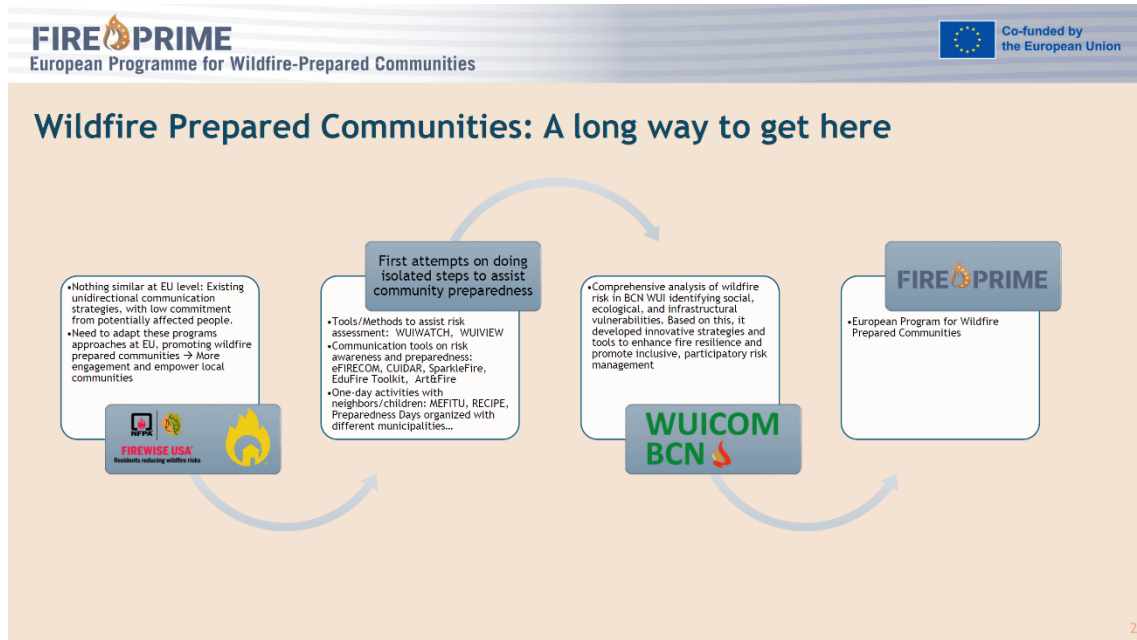 FIRE PRIME
European Programme for Wildfire-Prepared Communities
Co-funded by
the European Union
Wildfire Prepared Communities: A long way to get here
•Nothing similar at EU level: Existing
unidirectional communication
strategies, with low commitment
from potentially affected people.
•Need to adapt these programs
approaches at EU, promoting wildfire
prepared communities → More
engagement and empower local
communities
NFPA
FIREWISE USA®
Residents reducing wildfire risks
First attempts on doing
isolated steps to assist
community preparedness
•Tools/Methods to assist risk
assessment: WUIWATCH, WUIVIEW
•Communication tools on risk
awareness and preparedness:
eFIRECOM, CUIDAR, SparkleFire,
EduFire Toolkit, Art&Fire
•One-day activities with
neighbors/children: MEFITU, RECIPE,
Preparedness Days organized with
different municipalities…
•Comprehensive analysis of wildfire
risk in BCN WUI identifying social,
ecological, and infrastructural
vulnerabilities. Based on this, it
developed innovative strategies and
tools to enhance fire resilience and
promote inclusive, participatory risk
management
WUICOM
BCN
FIRE PRIME
•European Program for Wildfire
Prepared Communities
2